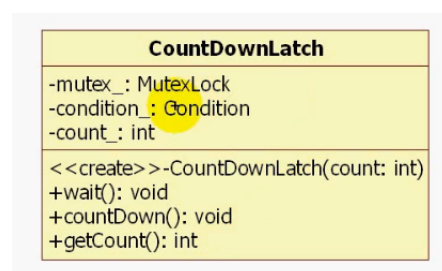 CountDownLatch
-mutex_: MutexLock
-condition_: Condition
-count_: int
<<create>>-CountDownLatch(count: int)
+wait(): void
+countDown(): void
+getCount(): int